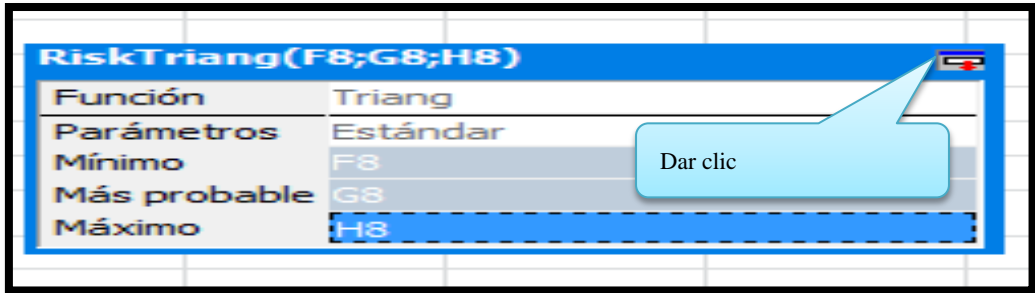 RiskTriang(F8;G8;H8)
Función Triang
Parámetros Estándar
Mínimo F8
Más probable G8
Máximo H8
Dar clic